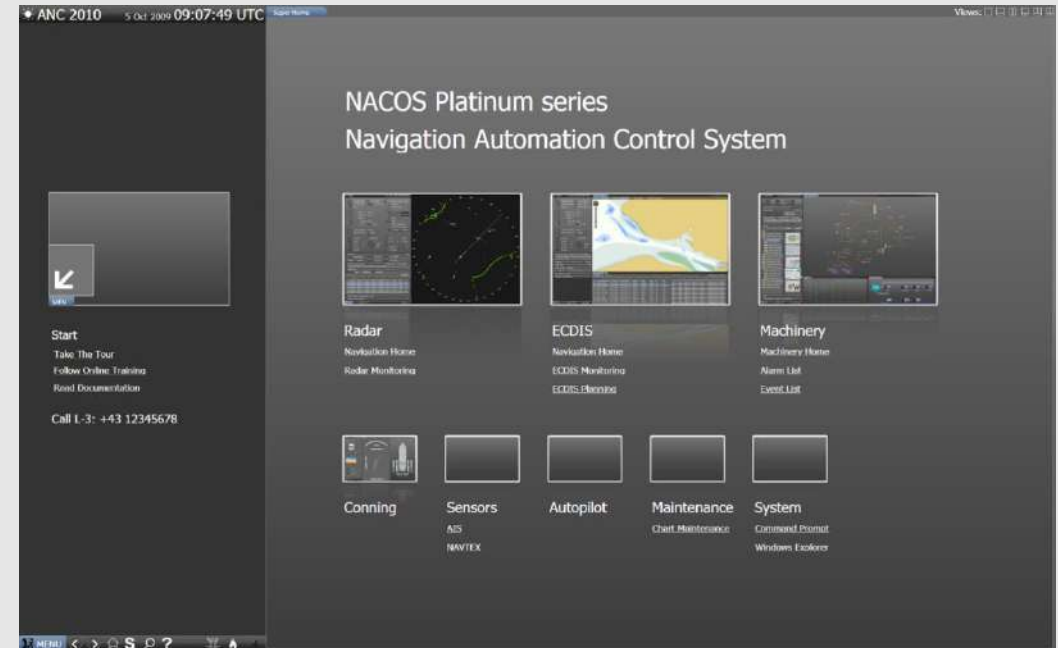 ANC 2010 5 Oct 2009 09:07:49 UTC
Super Home
Views:
NACOS Platinum series
Navigation Automation Control System
Start
Take The Tour
Follow Online Training
Read Documentation
Call L-3: +43 12345678
Radar
Navigation Home
Radar Monitoring
ECDIS
Navigation Home
ECDIS Monitoring
ECDIS Planning
Machinery
Machinery Home
Alarm List
Event List
Conning
Sensors
AIS
NAVTEX
Autopilot
Maintenance
Chart Maintenance
System
Command Prompt
Windows Explorer
MENU < > S ?